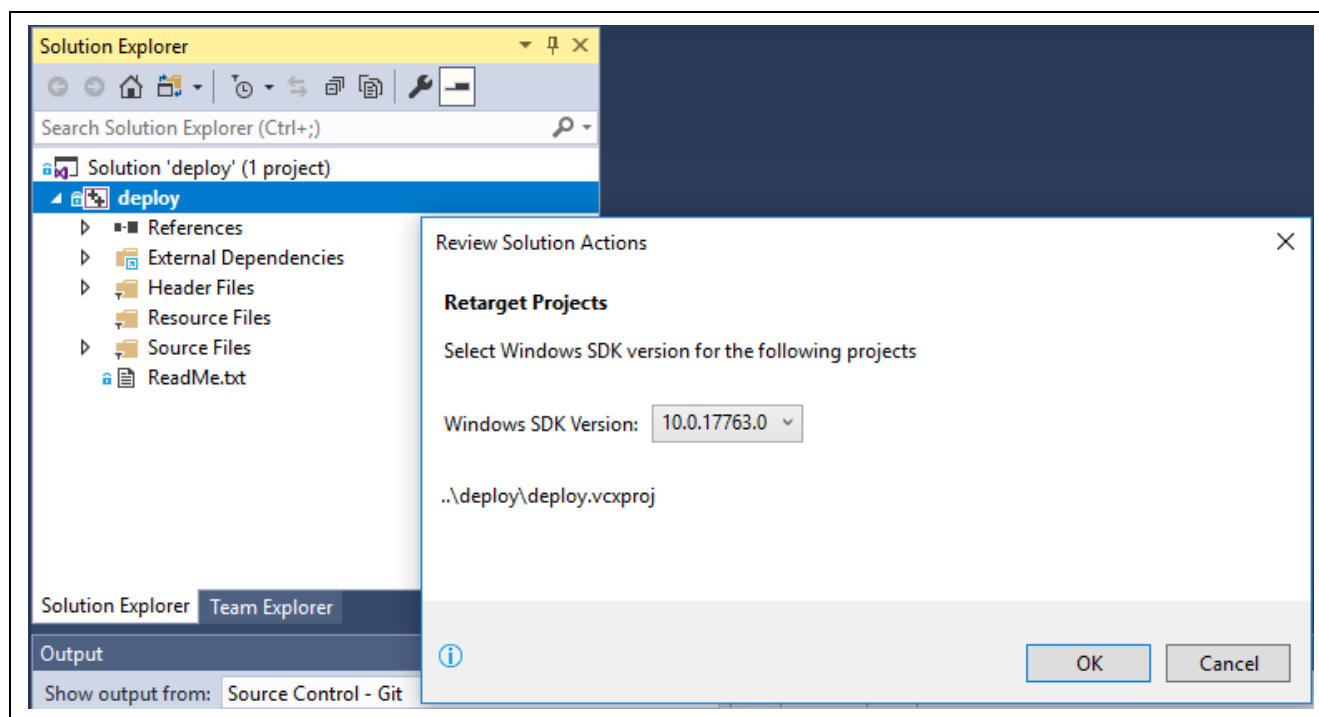 Solution Explorer
Search Solution Explorer (Ctrl+;)
Solution 'deploy' (1 project)
deploy
References
External Dependencies
Header Files
Resource Files
Source Files
ReadMe.txt
Solution Explorer Team Explorer
Output
Show output from: Source Control - Git
Review Solution Actions
Retarget Projects
Select Windows SDK version for the following projects
Windows SDK Version: 10.0.17763.0
..\deploy\deploy.vcxproj
OK Cancel